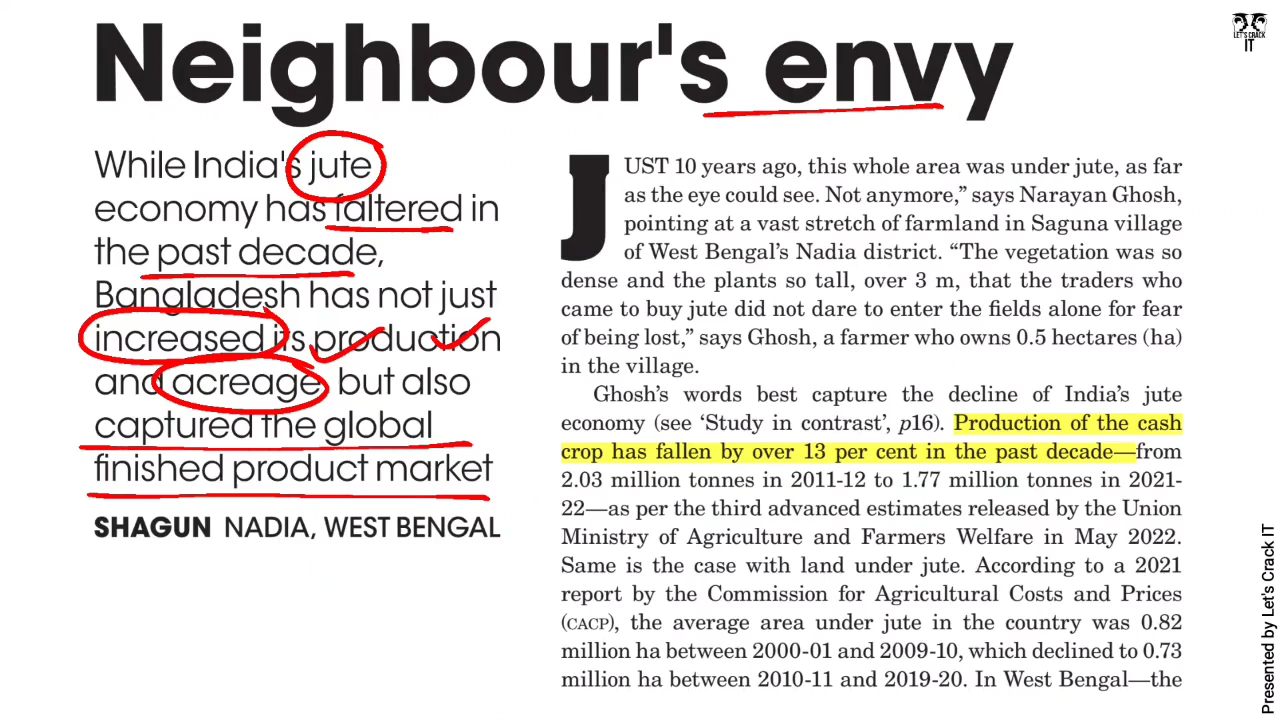 Neighbour's envy
LET'S CRACK
IT
While India's jute
economy has faltered in
the past decade,
Bangladesh has not just
increased its production
and acreage but also
captured the global
finished product market
SHAGUN NADIA, WEST BENGAL
JUST 10 years ago, this whole area was under jute, as far
as the eye could see. Not anymore,” says Narayan Ghosh,
pointing at a vast stretch of farmland in Saguna village
of West Bengal’s Nadia district. “The vegetation was so
dense and the plants so tall, over 3 m, that the traders who
came to buy jute did not dare to enter the fields alone for fear
of being lost,” says Ghosh, a farmer who owns 0.5 hectares (ha)
in the village.
Ghosh’s words best capture the decline of India’s jute
economy (see ‘Study in contrast’, p16). Production of the cash
crop has fallen by over 13 per cent in the past decade—from
2.03 million tonnes in 2011-12 to 1.77 million tonnes in 2021-
22—as per the third advanced estimates released by the Union
Ministry of Agriculture and Farmers Welfare in May 2022.
Same is the case with land under jute. According to a 2021
report by the Commission for Agricultural Costs and Prices
(CACP), the average area under jute in the country was 0.82
million ha between 2000-01 and 2009-10, which declined to 0.73
million ha between 2010-11 and 2019-20. In West Bengal—the
Presented by Let's Crack IT